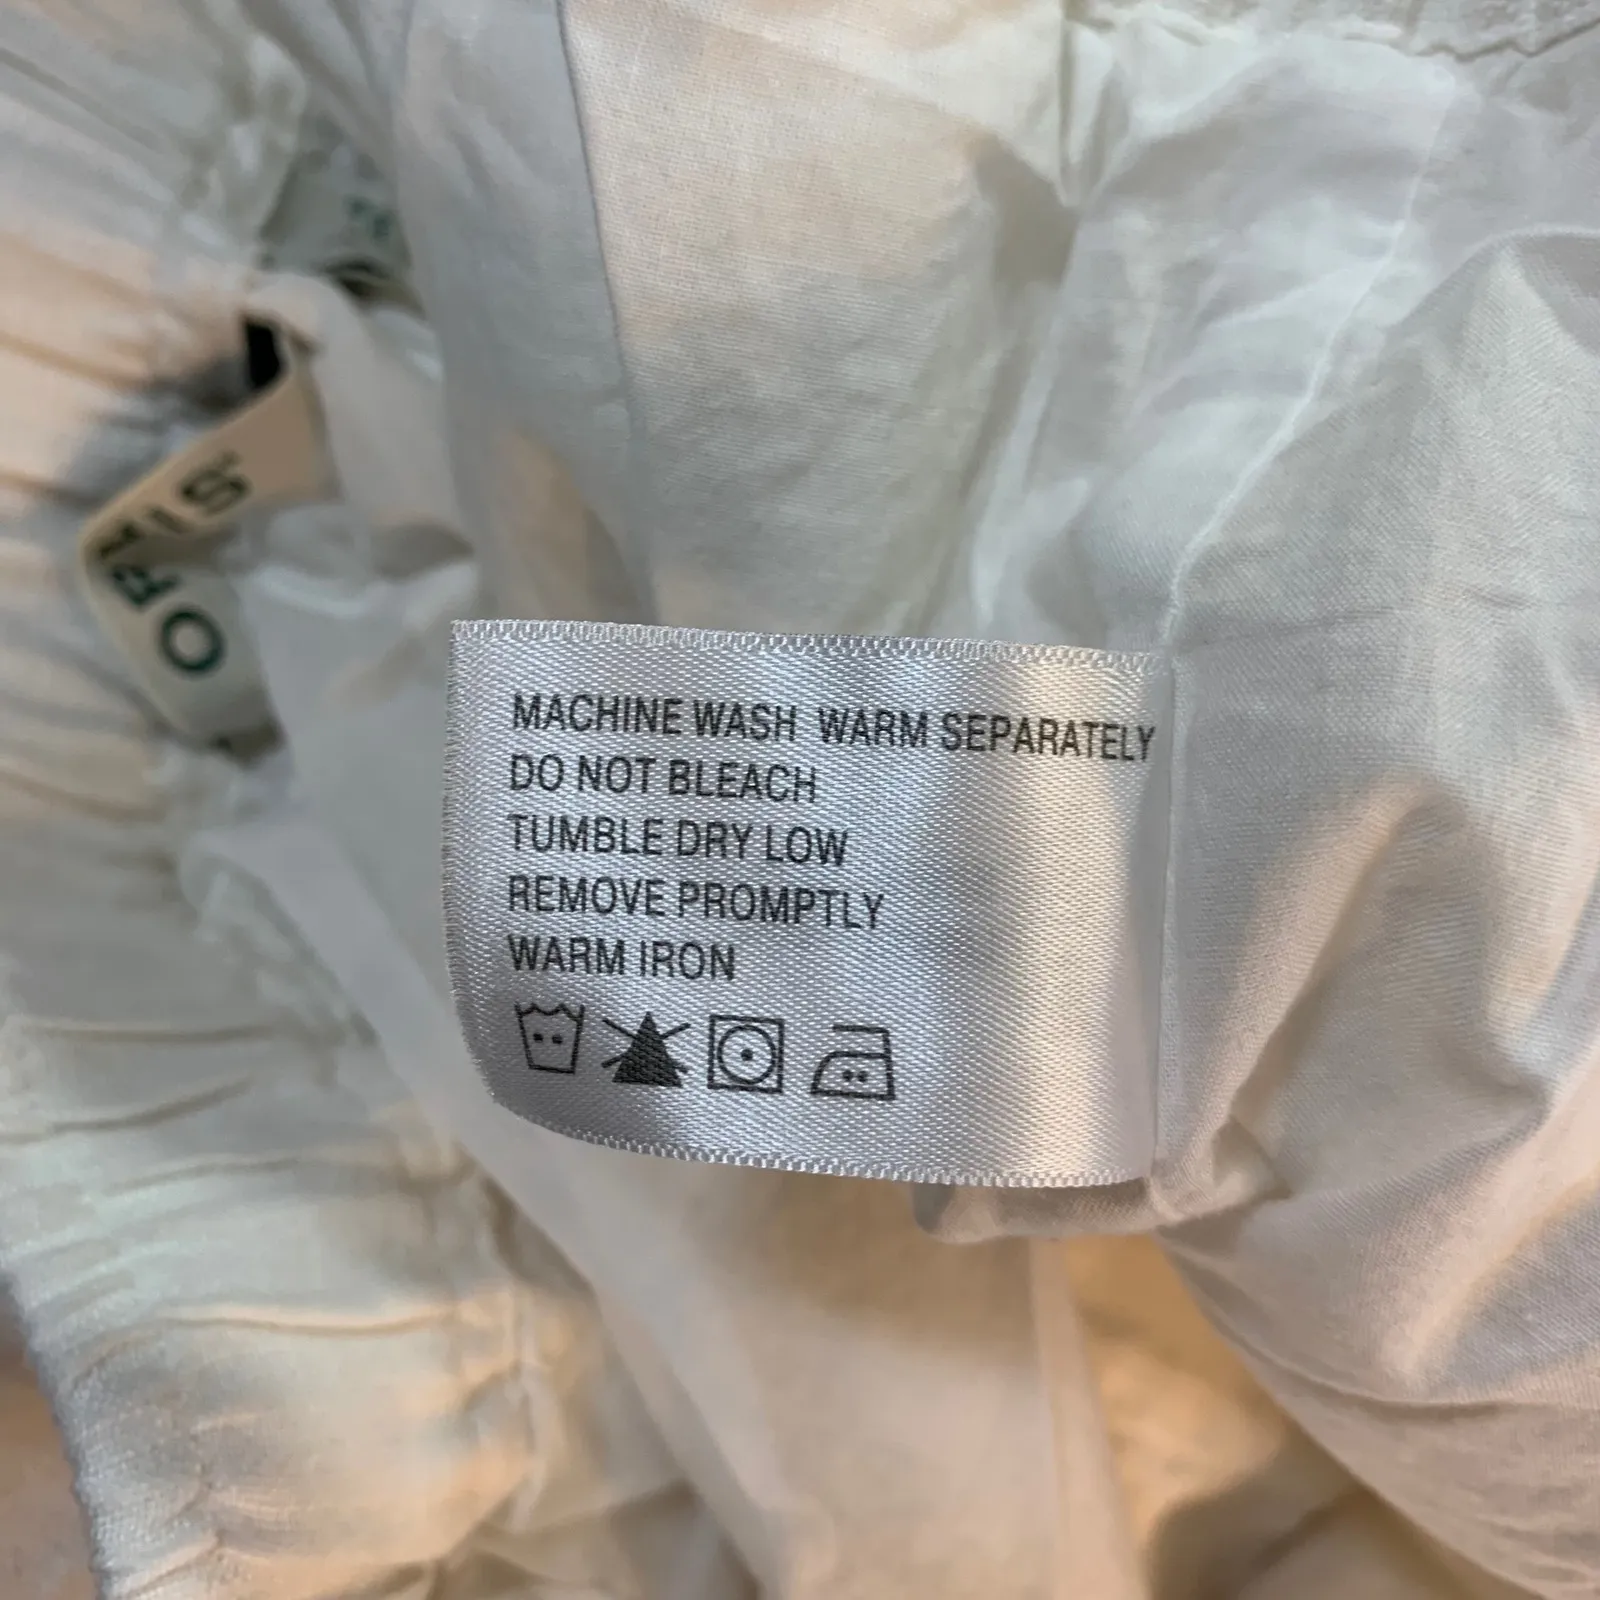 MACHINE WASH WARM SEPARATELY
DO NOT BLEACH
TUMBLE DRY LOW
REMOVE PROMPTLY
WARM IRON